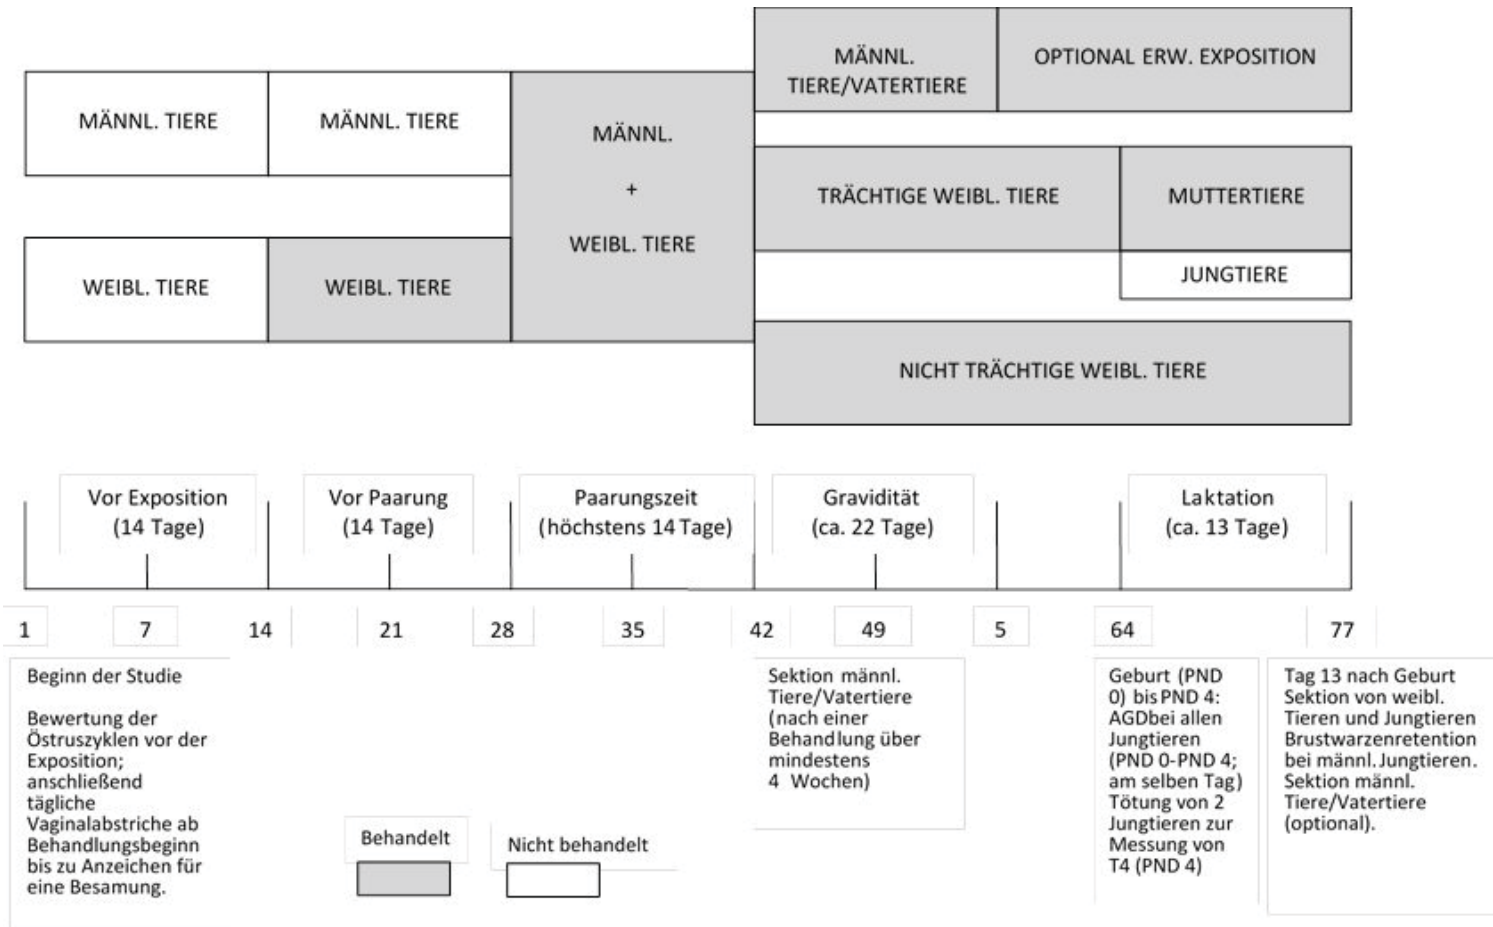 MÄNNL. TIERE
MÄNNL. TIERE
MÄNNL.
+
WEIBL. TIERE
MÄNNL.
TIERE/VATERTIERE
OPTIONAL ERW. EXPOSITION
WEIBL. TIERE
WEIBL. TIERE
TRÄCHTIGE WEIBL. TIERE
MUTTERTIERE
JUNGTIERE
NICHT TRÄCHTIGE WEIBL. TIERE
Vor Exposition
(14 Tage)
Vor Paarung
(14 Tage)
Paarungszeit
(höchstens 14 Tage)
Gravidität
(ca. 22 Tage)
Laktation
(ca. 13 Tage)
1 7 14 21 28 35 42 49 5 64 77
Beginn der Studie
Bewertung der
Östruszyklen vor der
Exposition;
anschließend
tägliche
Vaginalabstriche ab
Behandlungsbeginn
bis zu Anzeichen für
eine Besamung.
Behandelt
Nicht behandelt
Sektion männl.
Tiere/Vatertiere
(nach einer
Behandlung über
mindestens
4 Wochen)
Geburt (PND
0) bis PND 4:
AGDbei allen
Jungtieren
(PND 0-PND 4;
am selben Tag)
Tötung von 2
Jungtieren zur
Messung von
T4 (PND 4)
Tag 13 nach Geburt
Sektion von weibl.
Tieren und Jungtieren
Brustwarzenretention
bei männl. Jungtieren.
Sektion männl.
Tiere/Vatertiere
(optional).